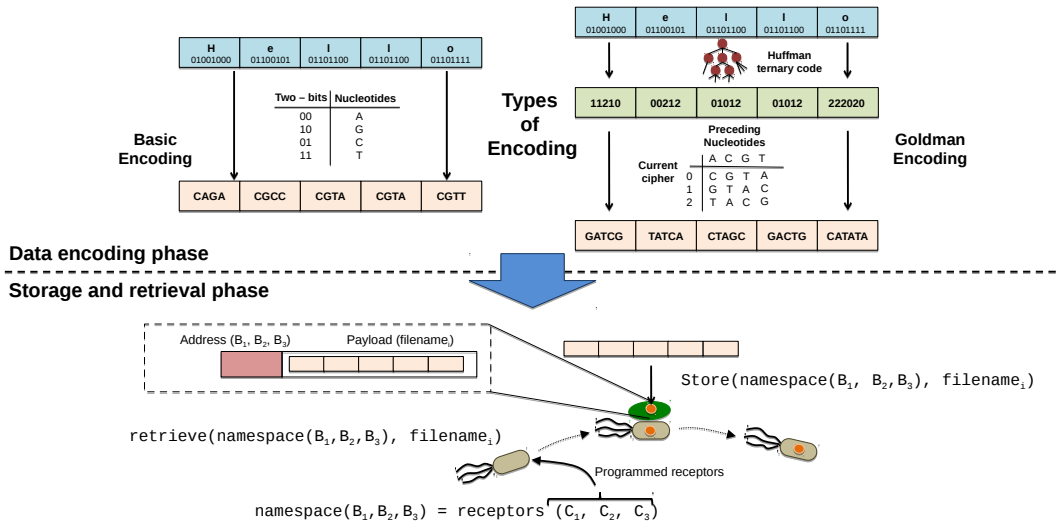 H e l l o
01001000 01100101 01101100 01101100 01101111
Two – bits Nucleotides
00 A
10 G
01 C
11 T
Basic
Encoding
CAGA CGCC CGTA CGTA CGTT
Types
of
Encoding
H e l l o
01001000 01100101 01101100 01101100 01101111
Huffman
ternary code
11210 00212 01012 01012 222020
Preceding
Nucleotides
Current
cipher
A C G T
0 C G T A
1 G T A C
2 T A C G
Goldman
Encoding
GATCG TATCA CTAGC GACTG CATATA
Data encoding phase
Storage and retrieval phase
Address (B₁, B₂, B₃) Payload (filenameᵢ)
Store(namespace(B₁, B₂,B₃), filenameᵢ)
retrieve(namespace(B₁,B₂,B₃), filenameᵢ)
Programmed receptors
namespace(B₁,B₂,B₃) = receptors (C₁, C₂, C₃)